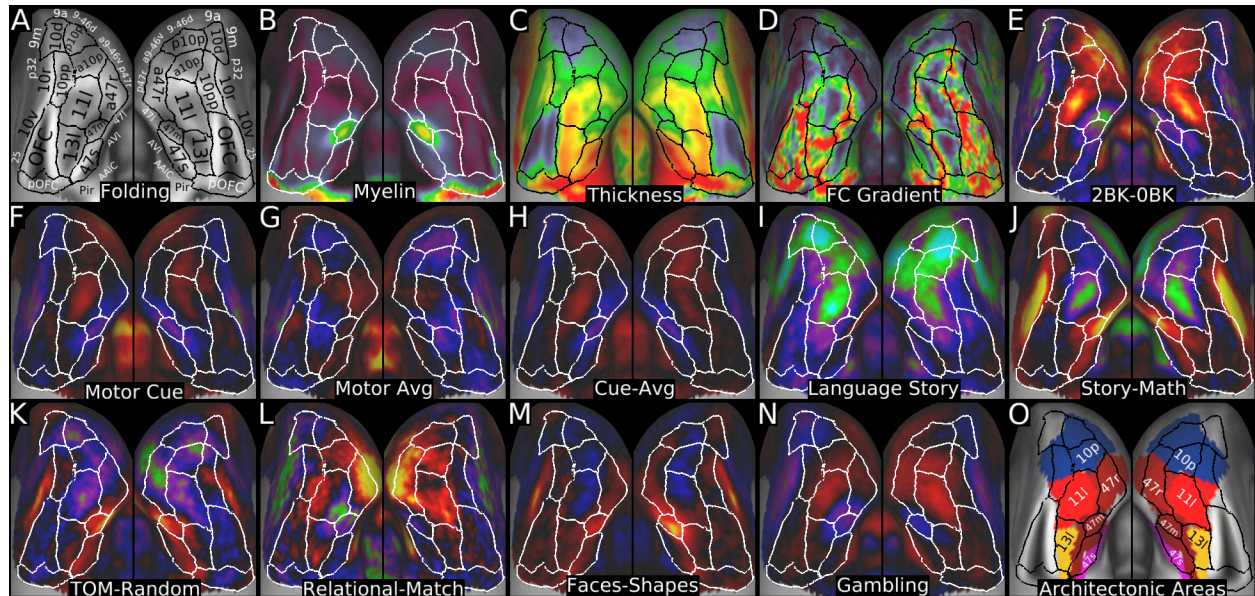 A
9a
9-46d
9m
10d
p10p
a9-46v
p47r
p32
10r
10pp
a10p
11l
a47r
10v
OFC
13l
47m
47l
47s
AVI
AAIC
25
pOFC
Pir
p47r
a9-46v
9-46d
9a
9m
p10p
10d
a10p
p32
a47r
10pp
10r
11l
47l
47m
13l
OFC
10v
AVI
47s
AAIC
25
Pir
pOFC
Folding
B
Myelin
C
Thickness
D
FC Gradient
E
2BK-0BK
F
Motor Cue
G
Motor Avg
H
Cue-Avg
I
Language Story
J
Story-Math
K
TOM-Random
L
Relational-Match
M
Faces-Shapes
N
Gambling
O
10p
10p
11l
47r
47r
11l
47m
47m
13l
13l
47s
47s
Architectonic Areas